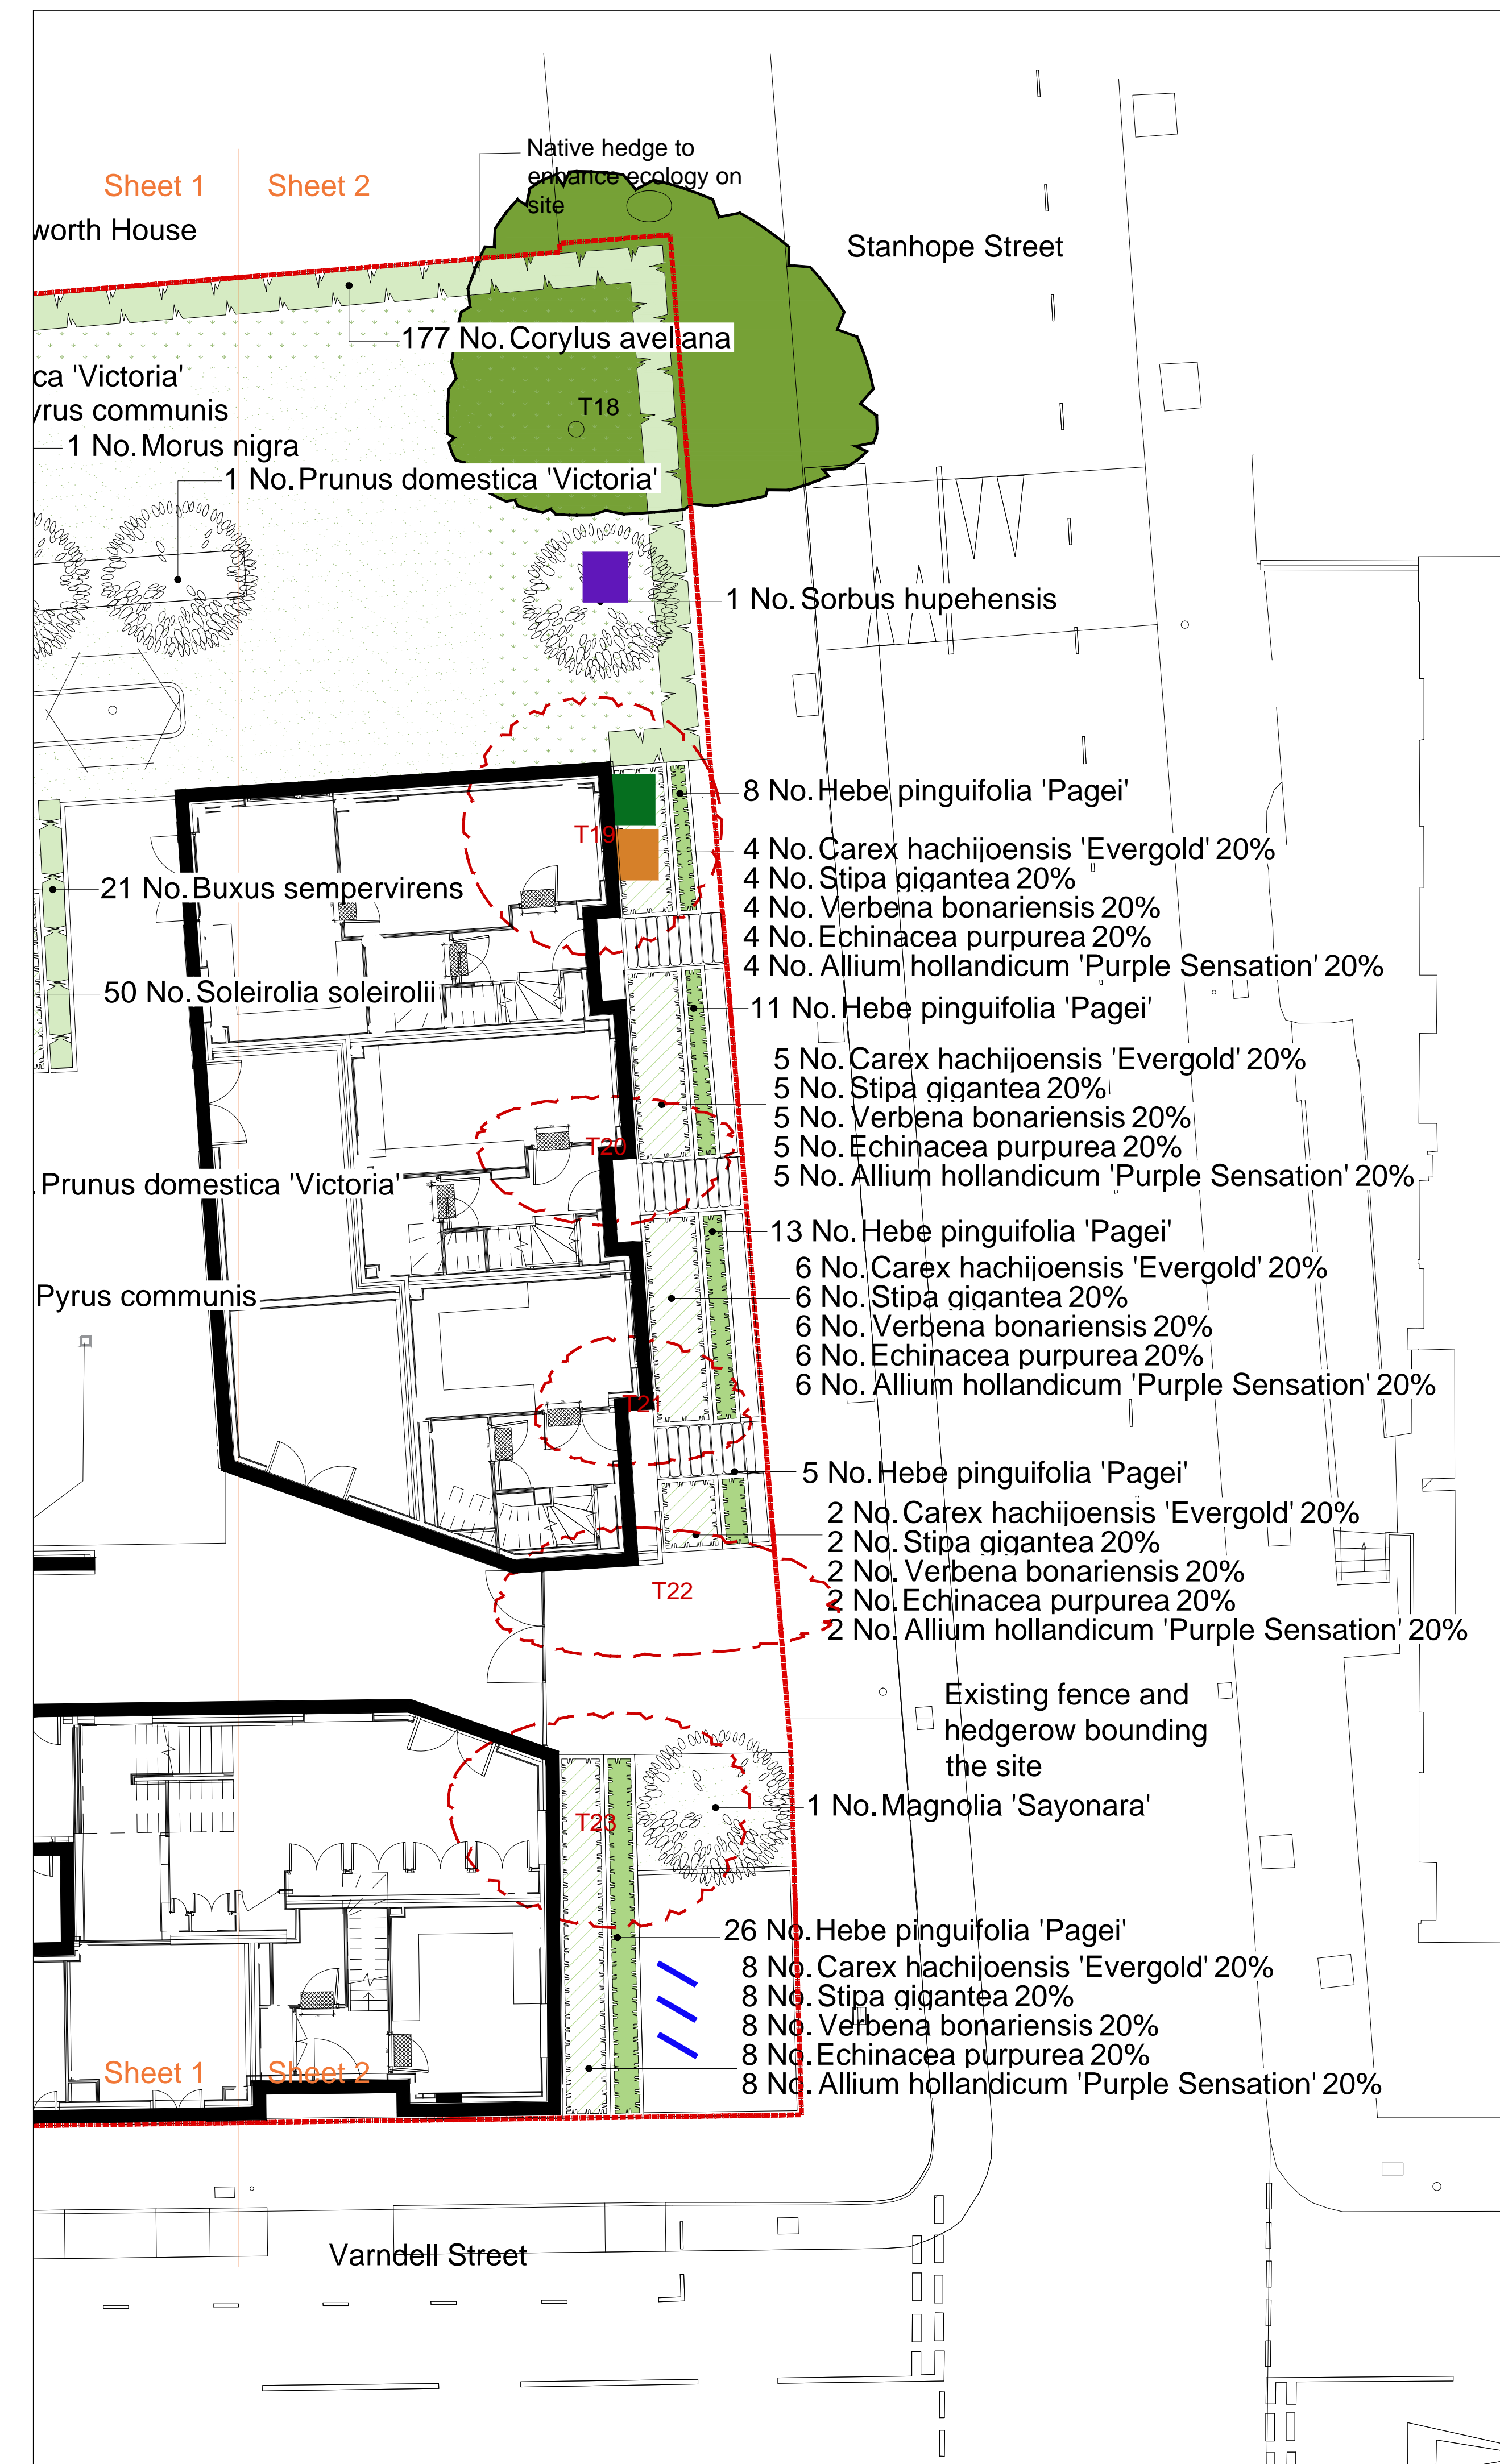 Native hedge to
enhance ecology on
site
Sheet 1
Sheet 2
worth House
Stanhope Street
177 No. Corylus avellana
ca 'Victoria'
yrus communis
T18
1 No. Morus nigra
1 No. Prunus domestica 'Victoria'
1 No. Sorbus hupehensis
8 No. Hebe pinguifolia 'Pagei'
T19
4 No. Carex hachijoensis 'Evergold' 20%
4 No. Stipa gigantea 20%
4 No. Verbena bonariensis 20%
4 No. Echinacea purpurea 20%
4 No. Allium hollandicum 'Purple Sensation' 20%
21 No. Buxus sempervirens
50 No. Soleirolia soleirolii
11 No. Hebe pinguifolia 'Pagei'
5 No. Carex hachijoensis 'Evergold' 20%
5 No. Stipa gigantea 20%
5 No. Verbena bonariensis 20%
5 No. Echinacea purpurea 20%
5 No. Allium hollandicum 'Purple Sensation' 20%
T20
. Prunus domestica 'Victoria'
13 No. Hebe pinguifolia 'Pagei'
6 No. Carex hachijoensis 'Evergold' 20%
6 No. Stipa gigantea 20%
6 No. Verbena bonariensis 20%
6 No. Echinacea purpurea 20%
6 No. Allium hollandicum 'Purple Sensation' 20%
Pyrus communis
T21
5 No. Hebe pinguifolia 'Pagei'
2 No. Carex hachijoensis 'Evergold' 20%
2 No. Stipa gigantea 20%
2 No. Verbena bonariensis 20%
2 No. Echinacea purpurea 20%
2 No. Allium hollandicum 'Purple Sensation' 20%
T22
Existing fence and
hedgerow bounding
the site
1 No. Magnolia 'Sayonara'
T23
26 No. Hebe pinguifolia 'Pagei'
8 No. Carex hachijoensis 'Evergold' 20%
8 No. Stipa gigantea 20%
8 No. Verbena bonariensis 20%
8 No. Echinacea purpurea 20%
8 No. Allium hollandicum 'Purple Sensation' 20%
Sheet 1
Sheet 2
Varndell Street